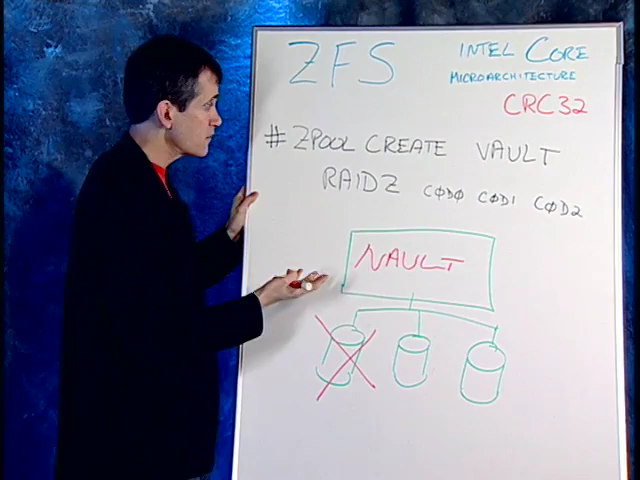 ZFS
INTEL CORE
MICROARCHITECTURE
CRC32
# ZPOOL CREATE VAULT
RAIDZ C0D0 C0D1 C0D2
VAULT